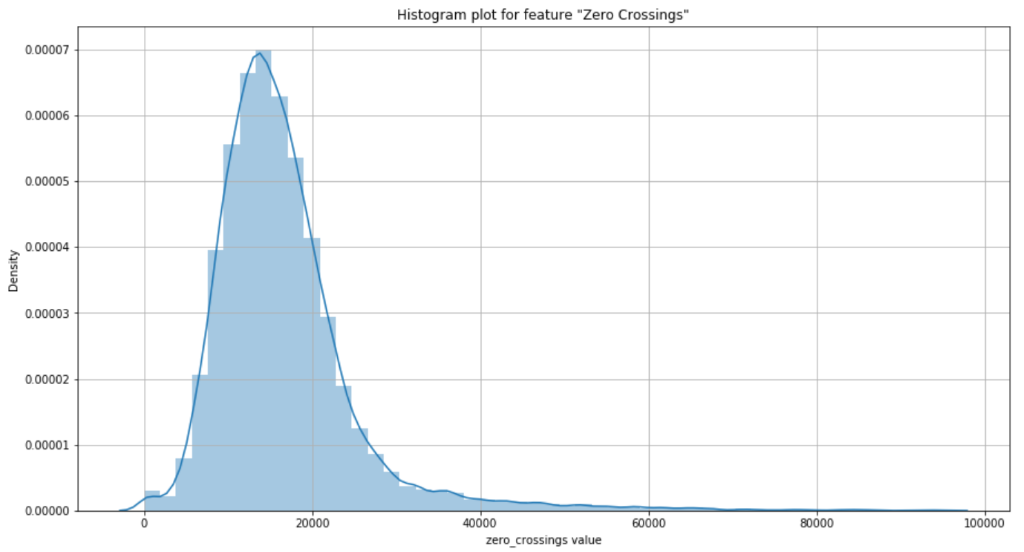 Histogram plot for feature "Zero Crossings"
0.00007
0.00006
0.00005
0.00004
0.00003
0.00002
0.00001
0.00000
Density
0 20000 40000 60000 80000 100000
zero_crossings value